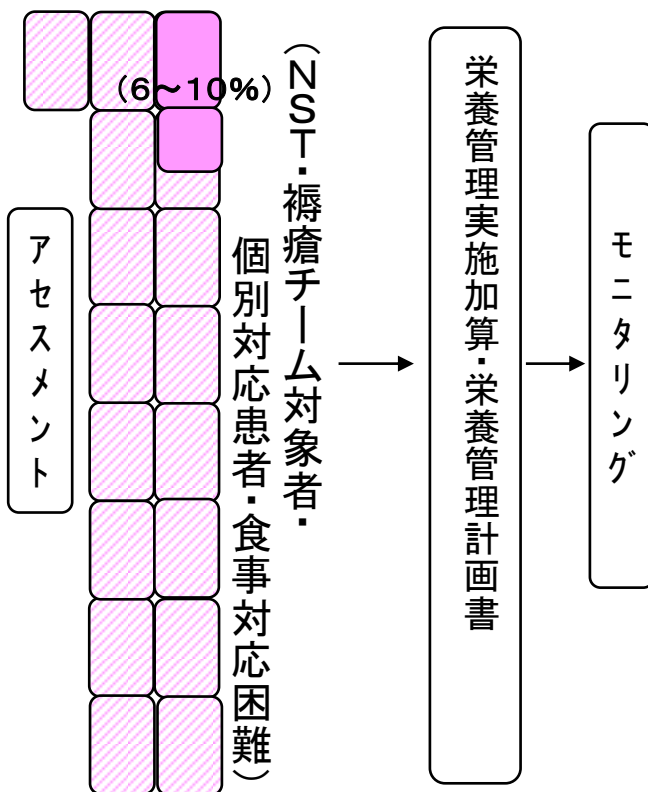 アセスメント
(6～10%)
(NST・褥瘡チーム対象者・
個別対応患者・食事対応困難)
栄養管理実施加算・栄養管理計画書
モニタリング